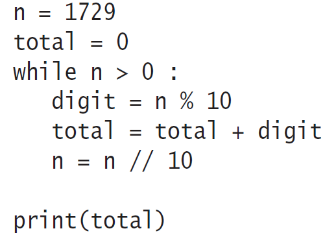 n = 1729
total = 0
while n > 0 :
   digit = n % 10
   total = total + digit
   n = n // 10

print(total)